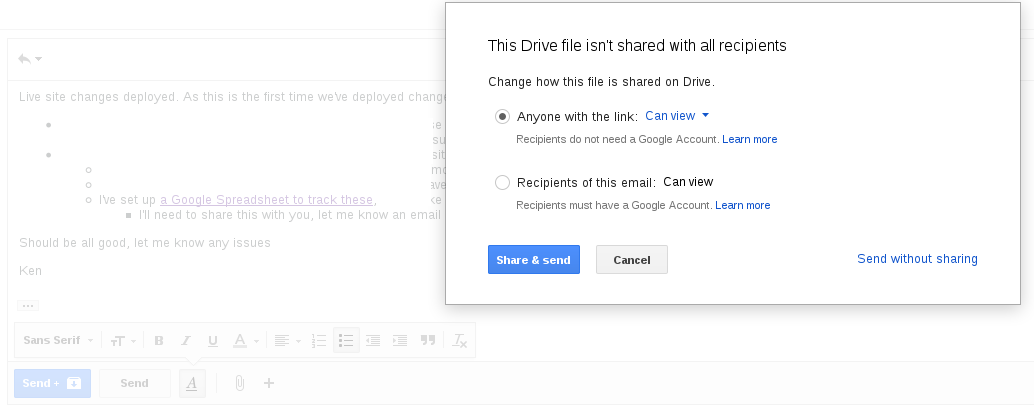 This Drive file isn't shared with all recipients
Change how this file is shared on Drive.
Anyone with the link: Can view
Recipients do not need a Google Account. Learn more
Recipients of this email: Can view
Recipients must have a Google Account. Learn more
Share & send Cancel Send without sharing
Live site changes deployed. As this is the first time we've deployed
I've set up a Google Spreadsheet to track these,
I'll need to share this with you, let me know an email
Should be all good, let me know any issues
Ken
Sans Serif
Send + Send